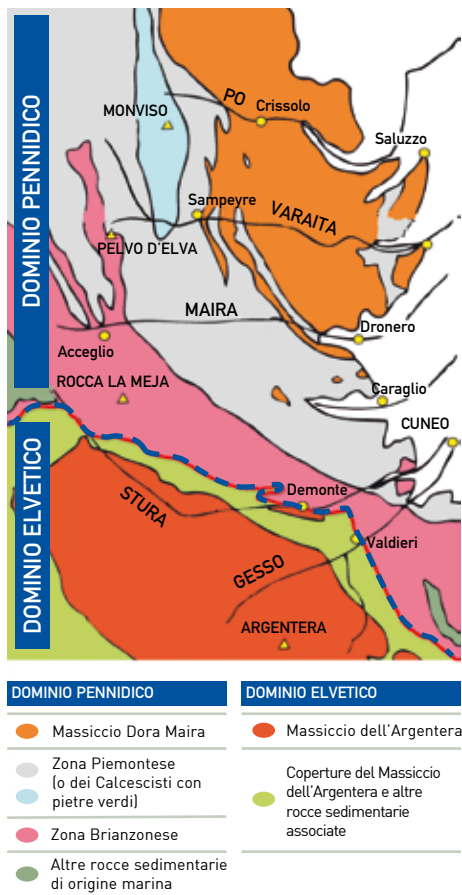 DOMINIO PENNIDICO
DOMINIO ELVETICO
PO
MONVISO
Crissolo
Saluzzo
Sampeyre
VARAITA
PELVO D'ELVA
MAIRA
Dronero
Acceglio
Caraglio
ROCCA LA MEJA
CUNEO
Demonte
STURA
Valdieri
GESSO
ARGENTERA
DOMINIO PENNIDICO
Massiccio Dora Maira
Zona Piemontese
(o dei Calcescisti con
pietre verdi)
Zona Brianzonese
Altre rocce sedimentarie
di origine marina
DOMINIO ELVETICO
Massiccio dell'Argentera
Coperture del Massiccio
dell'Argentera e altre
rocce sedimentarie
associate